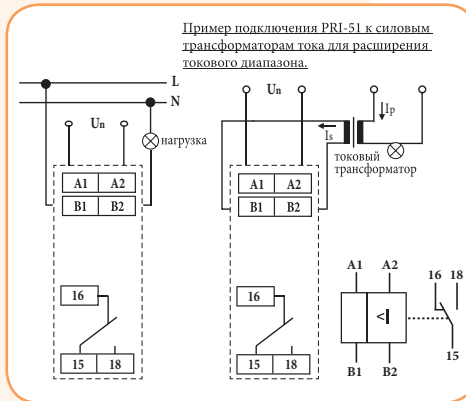 Пример подключения PRI-51 к силовым
трансформаторам тока для расширения
токового диапазона.
L
N
Un
нагрузка
A1 A2
B1 B2
16
15 18
Un
Ip
Is
токовый
трансформатор
A1 A2
B1 B2
16
15 18
A1 A2
16 18
<I
15
B1 B2